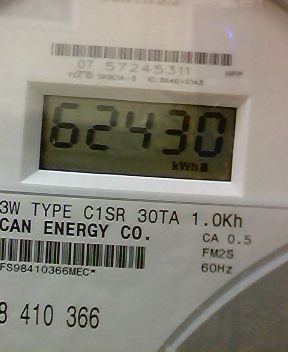 07 57245311
HPP
62430
kWh
3W TYPE C1SR 30TA 1.0Kh
CAN ENERGY CO.
CA 0.5
FM2S
60Hz
FS98410366MEC*
8 410 366